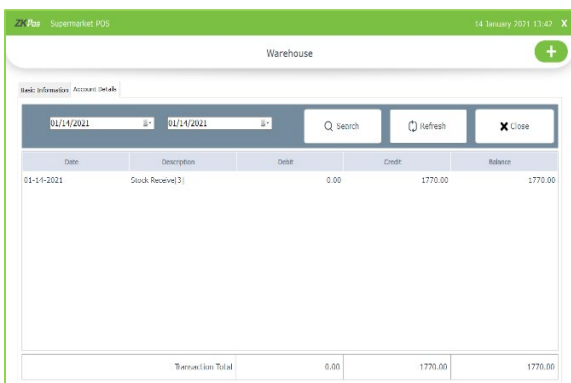 ZKPos Supermarket POS 14 January 2021 13:42 X
Warehouse
+
Basic Information Account Details
01/14/2021 01/14/2021 Search Refresh Close
Date Description Debit Credit Balance
01-14-2021 Stock Receive|3| 0.00 1770.00 1770.00
Transaction Total 0.00 1770.00 1770.00